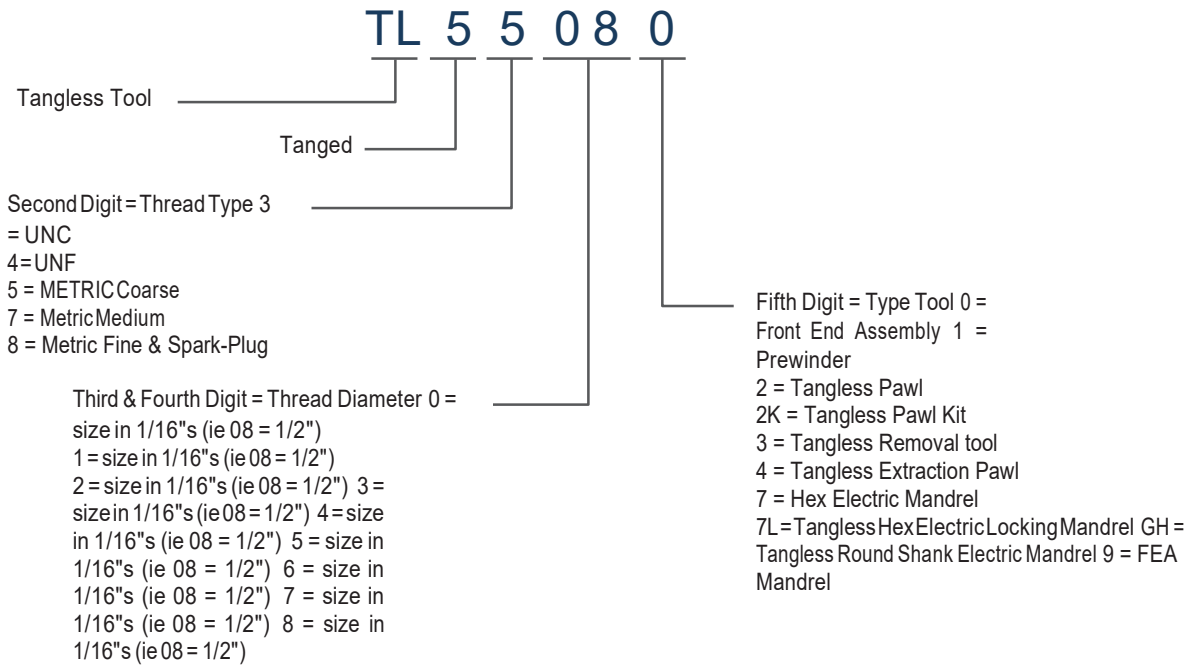 TL 5 5 0 8 0
Tangless Tool
Tanged
Second Digit = Thread Type 3
= UNC
4 = UNF
5 = METRIC Coarse
7 = Metric Medium
8 = Metric Fine & Spark-Plug
Third & Fourth Digit = Thread Diameter 0 =
size in 1/16"s (ie 08 = 1/2")
1 = size in 1/16"s (ie 08 = 1/2")
2 = size in 1/16"s (ie 08 = 1/2") 3 =
size in 1/16"s (ie 08 = 1/2") 4 = size
in 1/16"s (ie 08 = 1/2") 5 = size in
1/16"s (ie 08 = 1/2") 6 = size in
1/16"s (ie 08 = 1/2") 7 = size in
1/16"s (ie 08 = 1/2") 8 = size in
1/16"s (ie 08 = 1/2")
Fifth Digit = Type Tool 0 =
Front End Assembly 1 =
Prewinder
2 = Tangless Pawl
2K = Tangless Pawl Kit
3 = Tangless Removal tool
4 = Tangless Extraction Pawl
7 = Hex Electric Mandrel
7L = Tangless Hex Electric Locking Mandrel GH =
Tangless Round Shank Electric Mandrel 9 = FEA
Mandrel